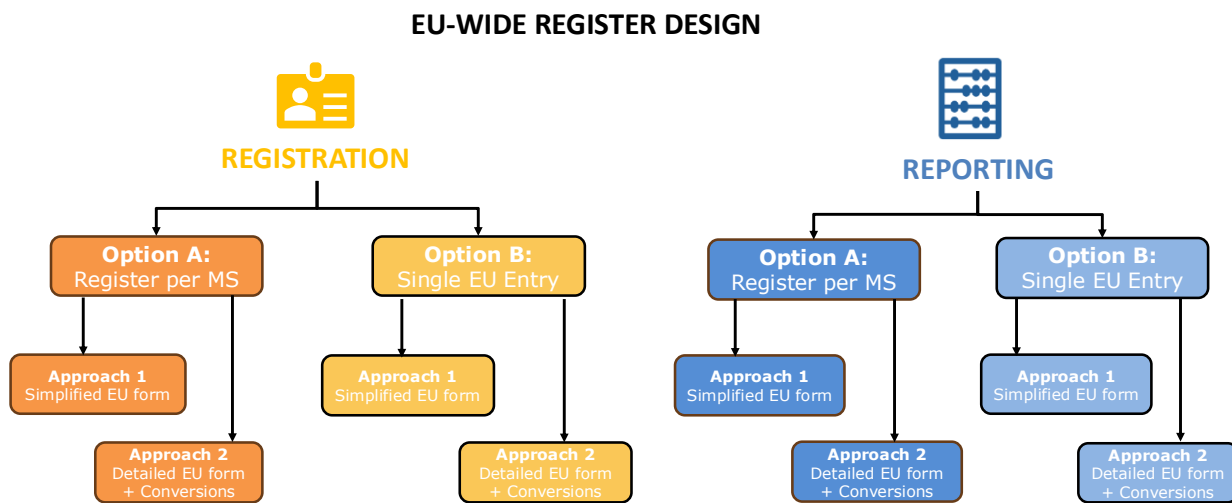 EU-WIDE REGISTER DESIGN
REGISTRATION
Option A:
Register per MS
Option B:
Single EU Entry
Approach 1
Simplified EU form
Approach 1
Simplified EU form
Approach 2
Detailed EU form
+ Conversions
Approach 2
Detailed EU form
+ Conversions
REPORTING
Option A:
Register per MS
Option B:
Single EU Entry
Approach 1
Simplified EU form
Approach 1
Simplified EU form
Approach 2
Detailed EU form
+ Conversions
Approach 2
Detailed EU form
+ Conversions